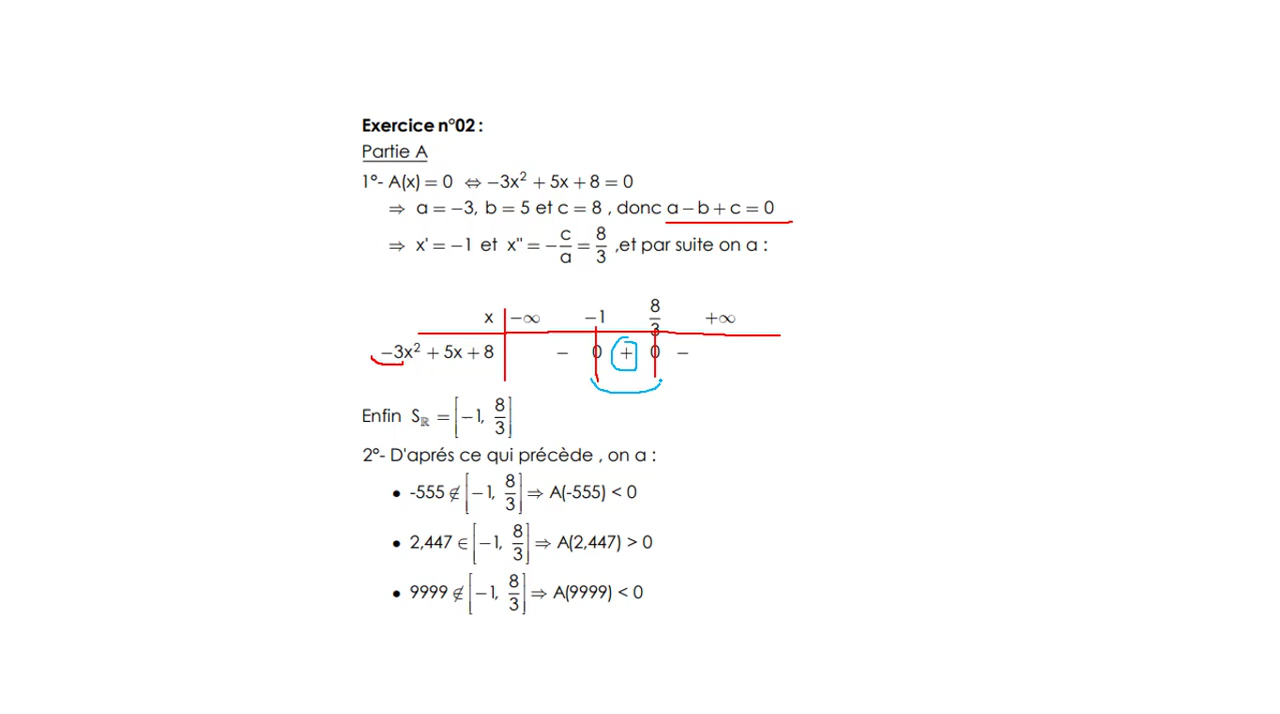 Exercice n°02 :
Partie A
1°- A(x) = 0 ⇔ −3x² + 5x + 8 = 0
⇒ a = −3, b = 5 et c = 8 , donc a − b + c = 0
⇒ x' = −1 et x" = −c/a = 8/3 ,et par suite on a :
x −∞ −1 8/3 +∞
−3x² + 5x + 8 − 0 + 0 −
Enfin Sℝ = [−1, 8/3]
2°- D'aprés ce qui précède , on a :
• -555 ∉ [−1, 8/3] ⇒ A(-555) < 0
• 2,447 ∈ [−1, 8/3] ⇒ A(2,447) > 0
• 9999 ∉ [−1, 8/3] ⇒ A(9999) < 0